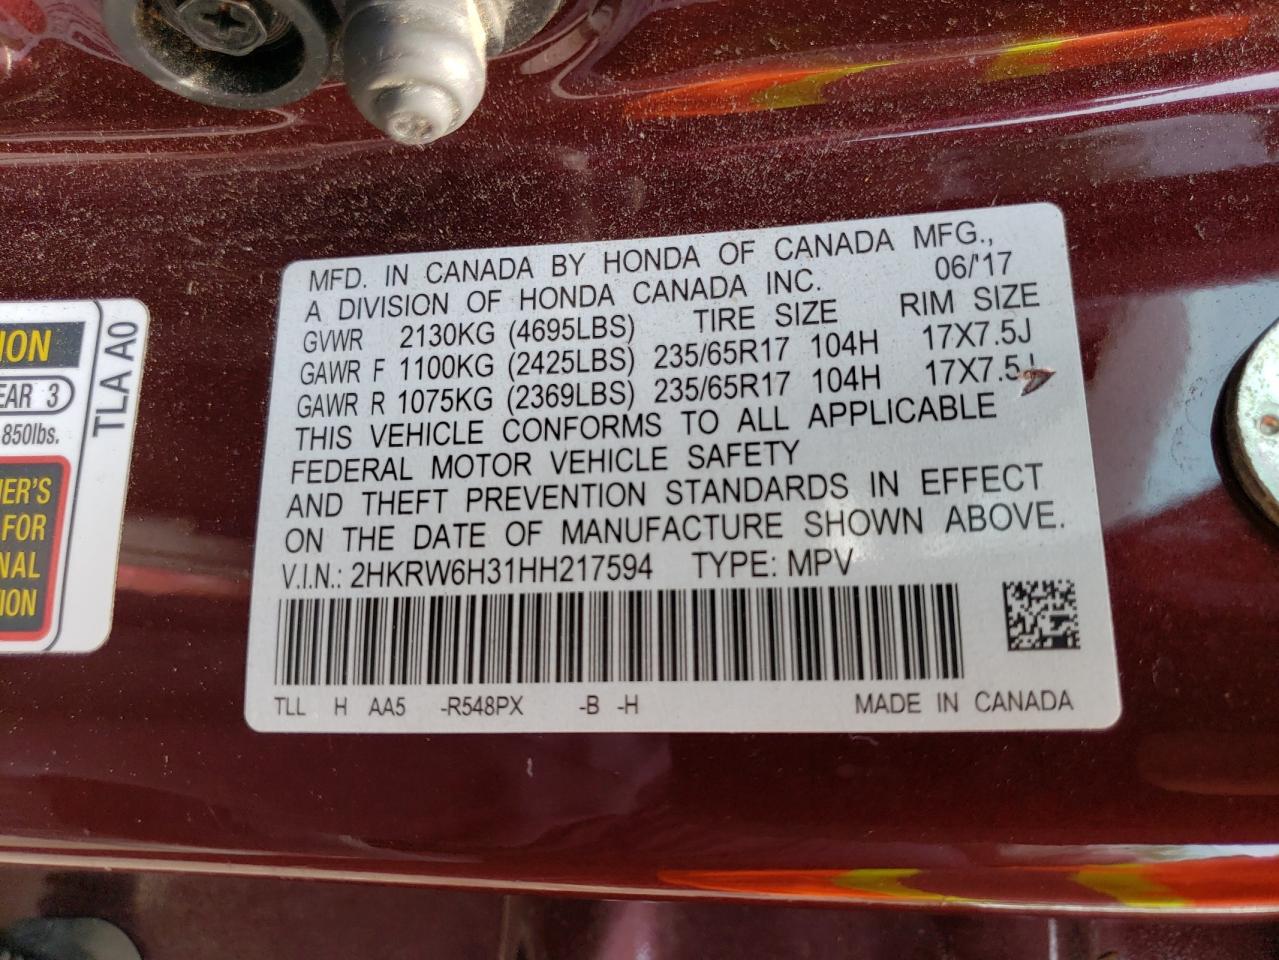 MFD. IN CANADA BY HONDA OF CANADA MFG.,
A DIVISION OF HONDA CANADA INC. 06/'17
GVWR 2130KG (4695LBS) TIRE SIZE RIM SIZE
GAWR F 1100KG (2425LBS) 235/65R17 104H 17X7.5J
GAWR R 1075KG (2369LBS) 235/65R17 104H 17X7.5J
THIS VEHICLE CONFORMS TO ALL APPLICABLE
FEDERAL MOTOR VEHICLE SAFETY
AND THEFT PREVENTION STANDARDS IN EFFECT
ON THE DATE OF MANUFACTURE SHOWN ABOVE.
V.I.N.: 2HKRW6H31HH217594 TYPE: MPV
TLL H AA5 -R548PX -B -H MADE IN CANADA
TLA A0
3
850lbs.
FOR